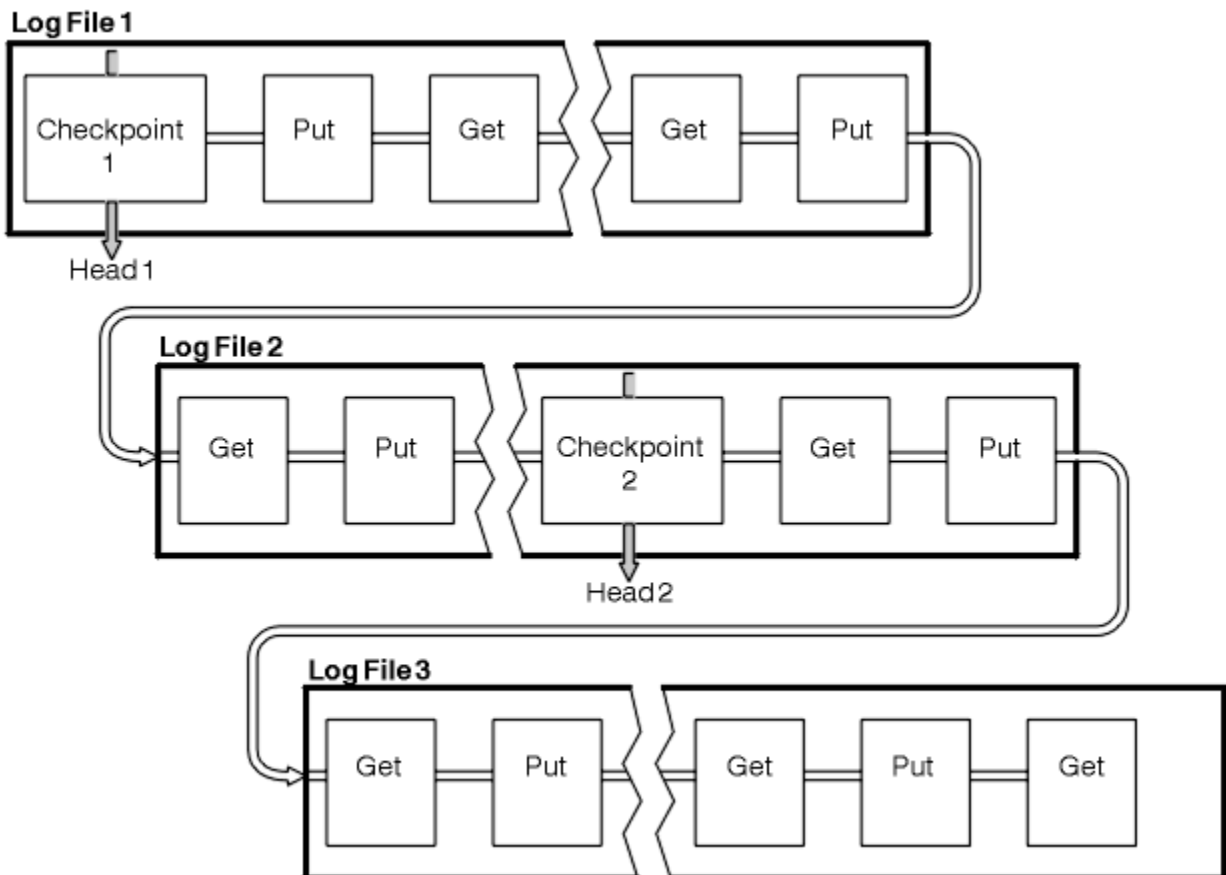 Log File 1
Checkpoint
1
Put
Get
Get
Put
Head 1
Log File 2
Get
Put
Checkpoint
2
Get
Put
Head 2
Log File 3
Get
Put
Get
Put
Get